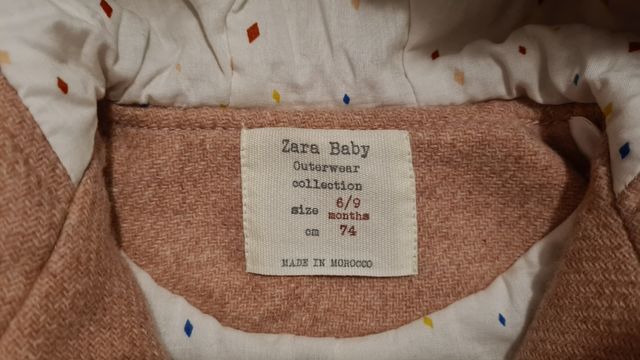 Zara Baby
Outerwear
collection
size 6/9 months
cm 74
MADE IN MOROCCO